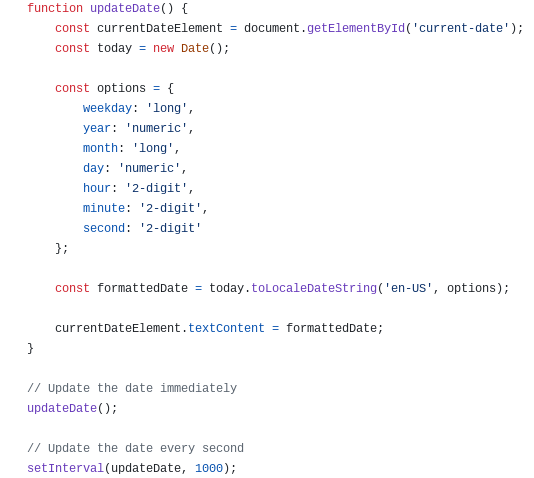 function updateDate() {
    const currentDateElement = document.getElementById('current-date');
    const today = new Date();

    const options = {
        weekday: 'long',
        year: 'numeric',
        month: 'long',
        day: 'numeric',
        hour: '2-digit',
        minute: '2-digit',
        second: '2-digit'
    };

    const formattedDate = today.toLocaleDateString('en-US', options);

    currentDateElement.textContent = formattedDate;
}

// Update the date immediately
updateDate();

// Update the date every second
setInterval(updateDate, 1000);